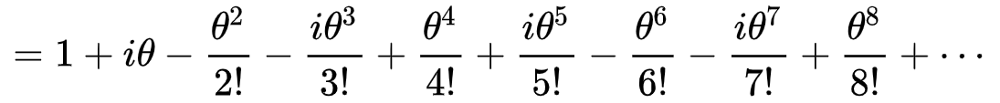 = 1 + iθ − θ²/2! − iθ³/3! + θ⁴/4! + iθ⁵/5! − θ⁶/6! − iθ⁷/7! + θ⁸/8! + ⋯